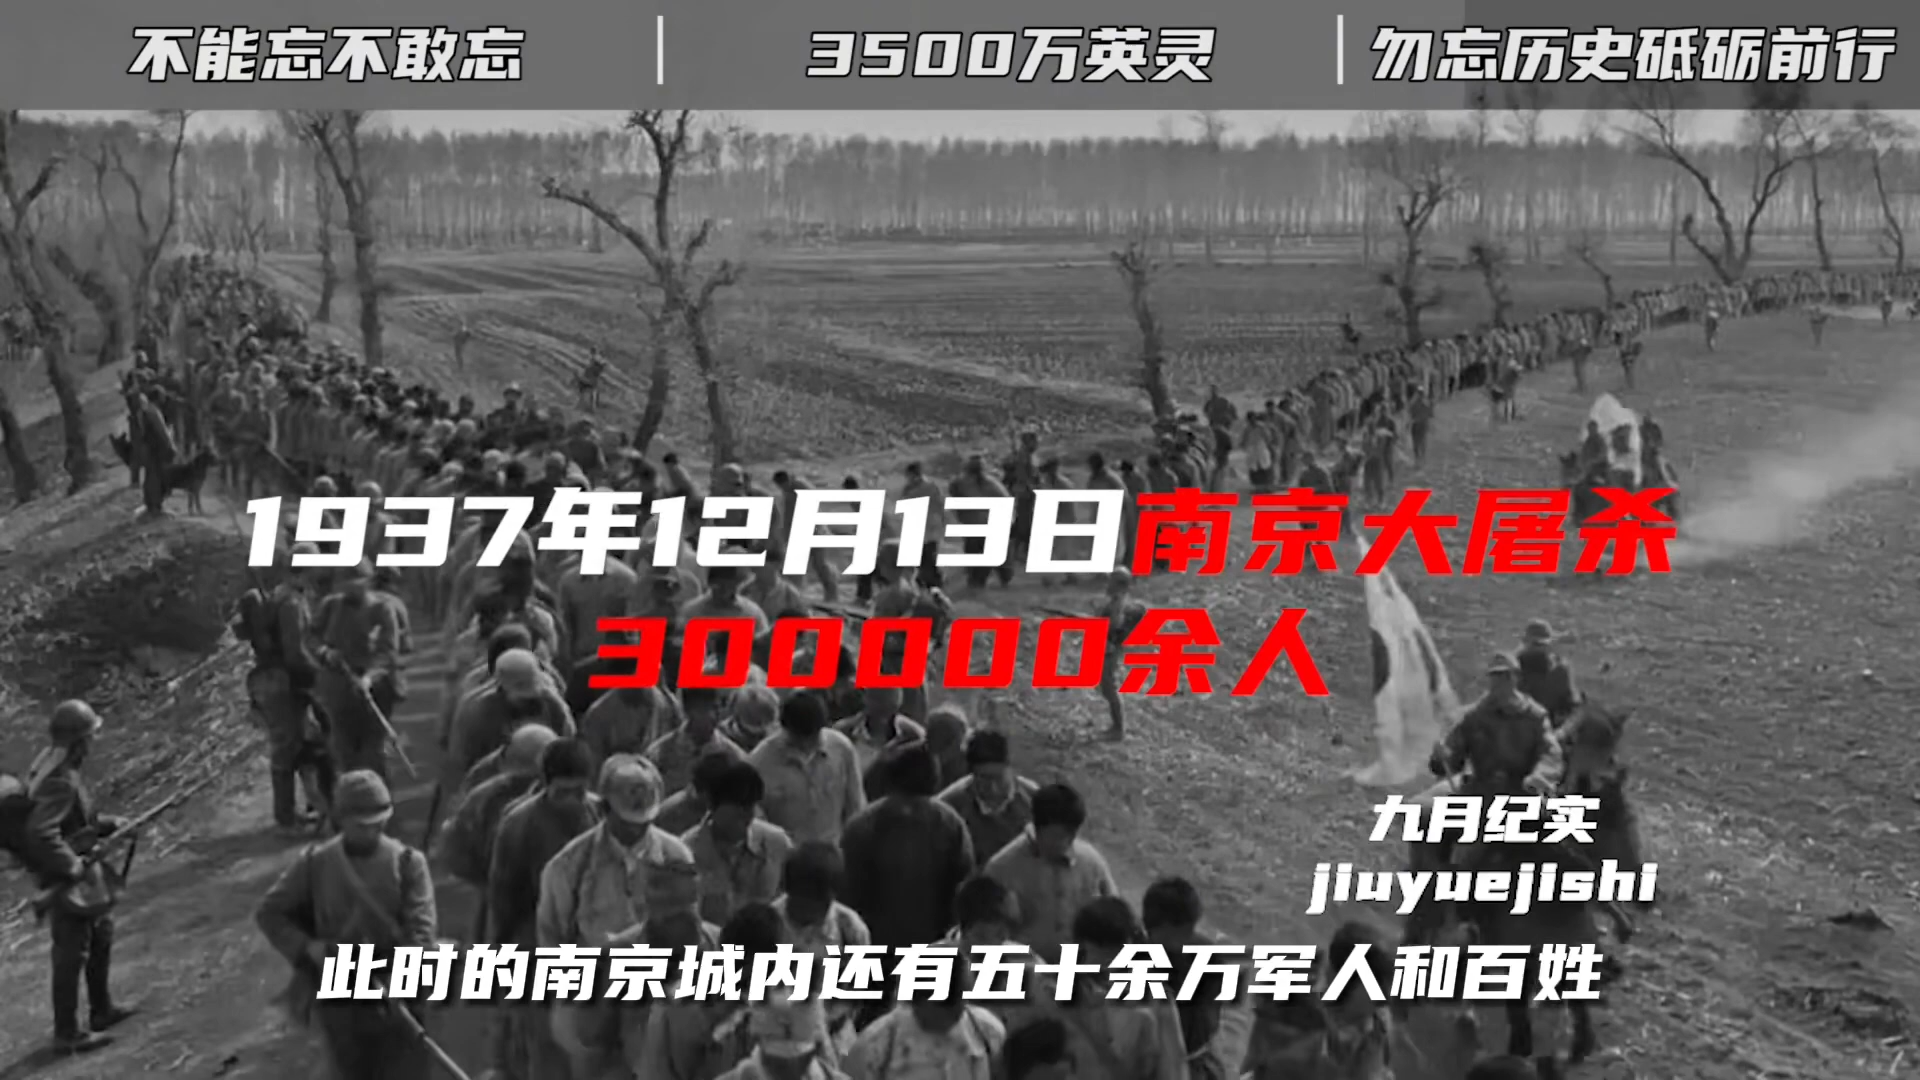 不能忘不敢忘
3500万英灵
勿忘历史砥砺前行
1937年12月13日南京大屠杀
300000余人
九月纪实
jiuyuejishi
此时的南京城内还有五十余万军人和百姓